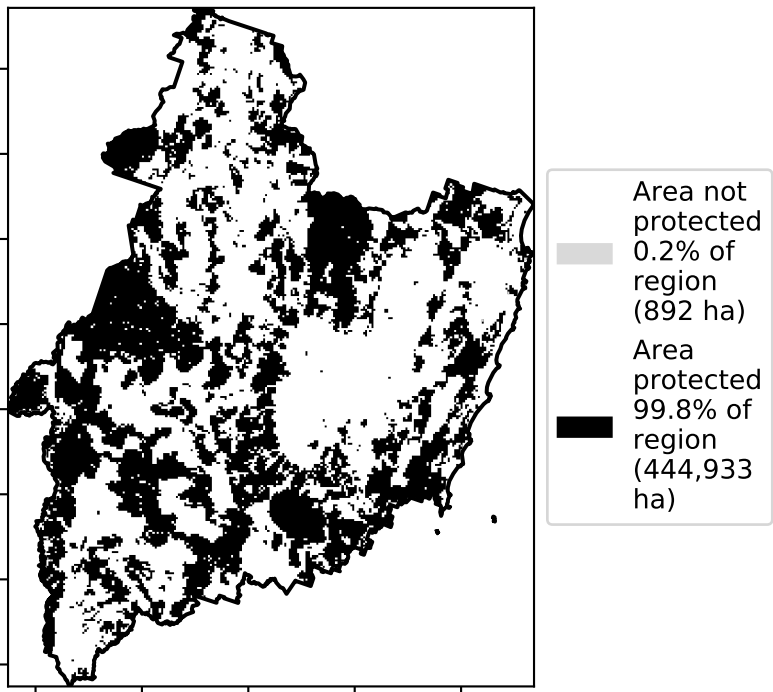 Area not
protected
0.2% of
region
(892 ha)
Area
protected
99.8% of
region
(444,933
ha)